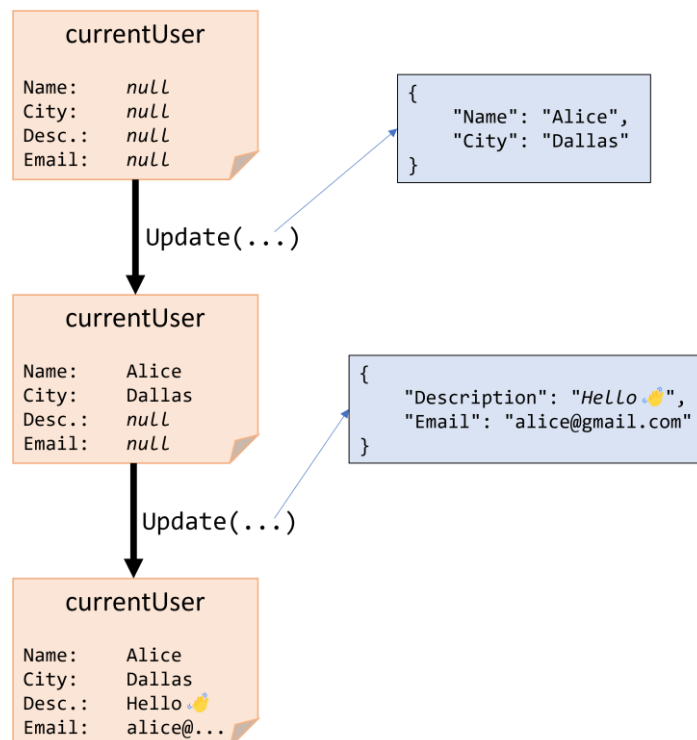 currentUser
Name: null
City: null
Desc.: null
Email: null
{
"Name": "Alice",
"City": "Dallas"
}
Update(...)
currentUser
Name: Alice
City: Dallas
Desc.: null
Email: null
{
"Description": "Hello 👋",
"Email": "alice@gmail.com"
}
Update(...)
currentUser
Name: Alice
City: Dallas
Desc.: Hello 👋
Email: alice@...